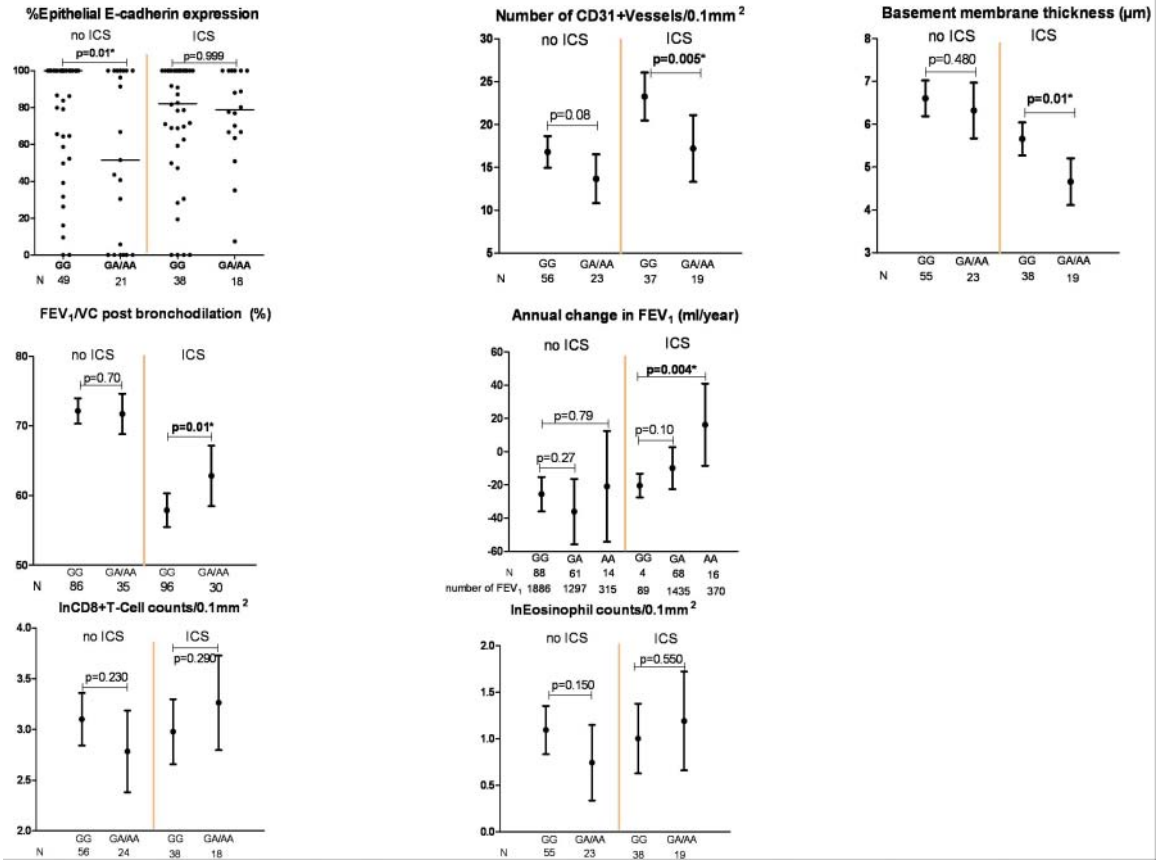 %Epithelial E-cadherin expression
no ICS ICS
p=0.01* p=0.999
100
80
60
40
20
0
GG GA/AA GG GA/AA
N 49 21 38 18
Number of CD31+Vessels/0.1mm²
no ICS ICS
p=0.005*
p=0.08
30
25
20
15
10
5
GG GA/AA GG GA/AA
N 56 23 37 19
Basement membrane thickness (µm)
no ICS ICS
p=0.480
p=0.01*
8
7
6
5
4
3
GG GA/AA GG GA/AA
N 55 23 38 19
FEV₁/VC post bronchodilation (%)
no ICS ICS
p=0.70
p=0.01*
80
70
60
50
GG GA/AA GG GA/AA
N 86 35 96 30
Annual change in FEV₁ (ml/year)
no ICS ICS
p=0.004*
p=0.79
p=0.10
p=0.27
60
40
20
0
-20
-40
-60
GG GA AA GG GA AA
N 88 61 14 4 68 16
number of FEV₁ 1886 1297 315 89 1435 370
lnCD8+T-Cell counts/0.1mm²
no ICS ICS
p=0.290
p=0.230
4.0
3.5
3.0
2.5
2.0
GG GA/AA GG GA/AA
N 56 24 38 18
lnEosinophil counts/0.1mm²
no ICS ICS
p=0.550
p=0.150
2.0
1.5
1.0
0.5
0.0
GG GA/AA GG GA/AA
N 55 23 38 19